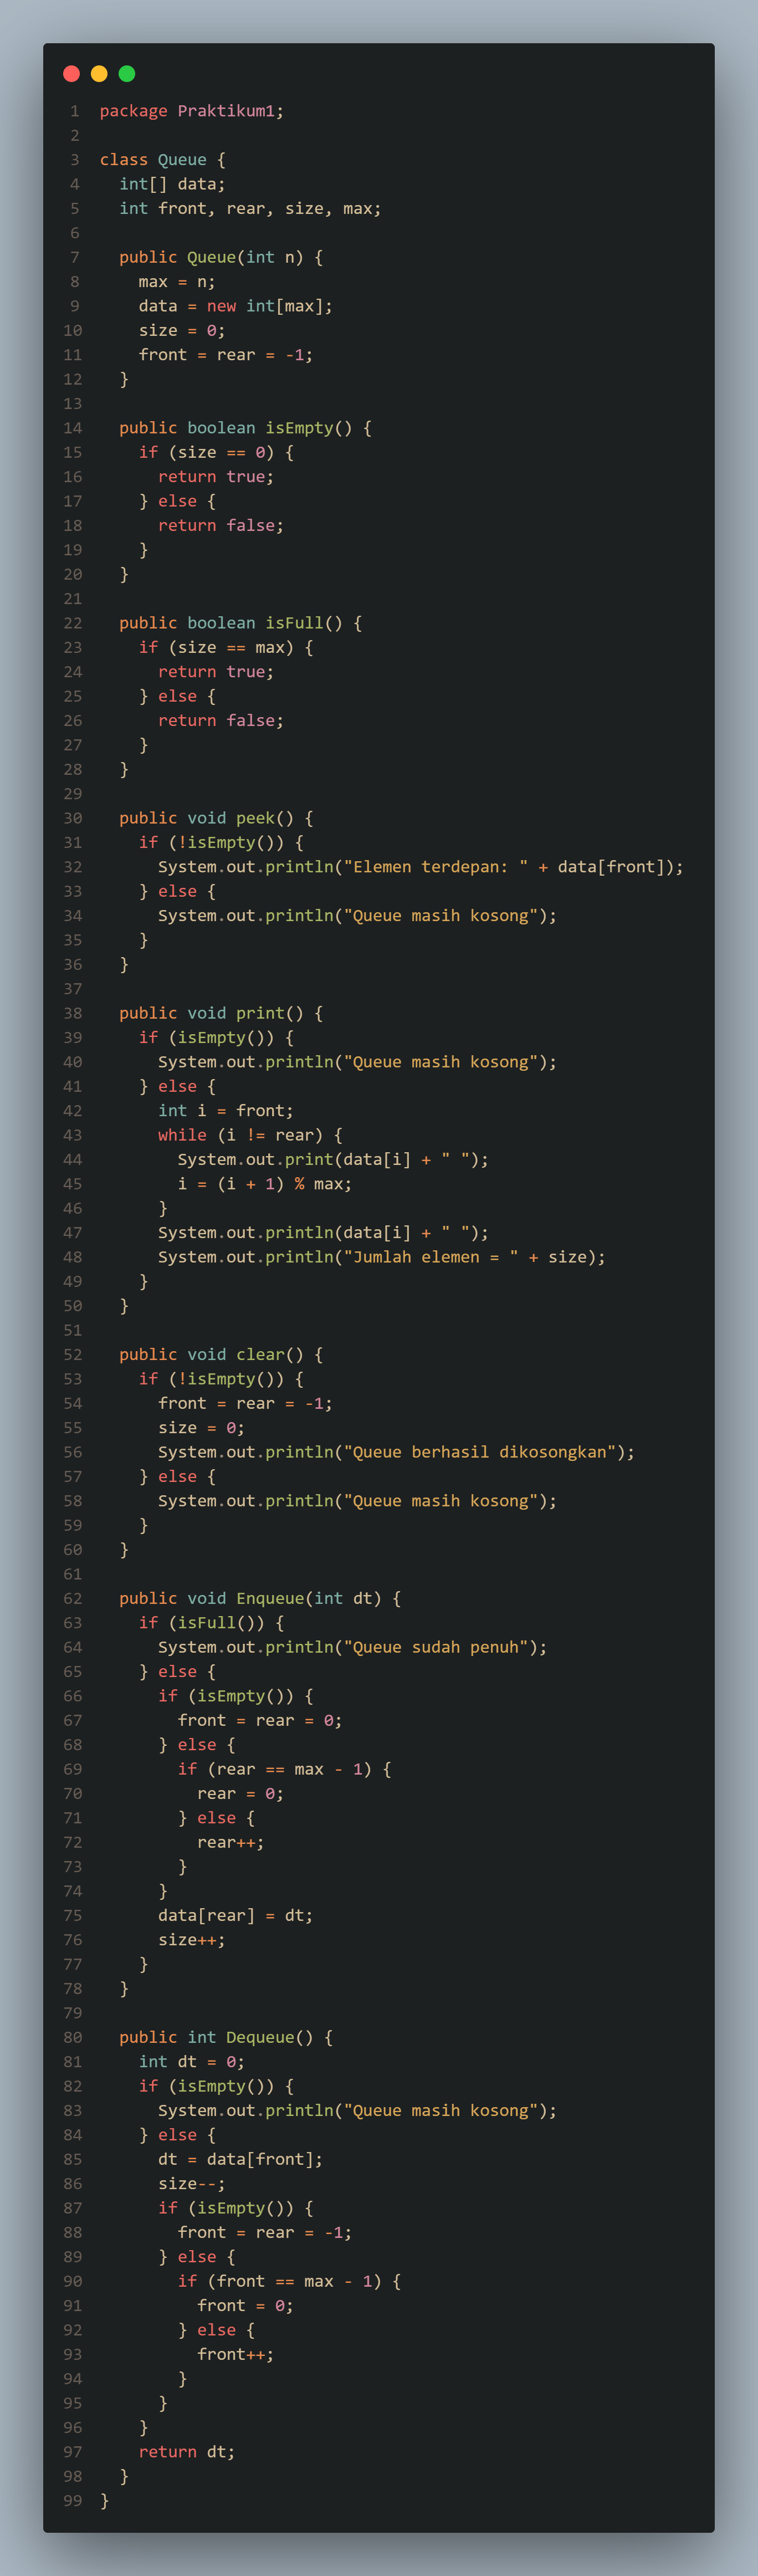 1 package Praktikum1;
2
3 class Queue {
4   int[] data;
5   int front, rear, size, max;
6
7   public Queue(int n) {
8     max = n;
9     data = new int[max];
10     size = 0;
11     front = rear = -1;
12   }
13
14   public boolean isEmpty() {
15     if (size == 0) {
16       return true;
17     } else {
18       return false;
19     }
20   }
21
22   public boolean isFull() {
23     if (size == max) {
24       return true;
25     } else {
26       return false;
27     }
28   }
29
30   public void peek() {
31     if (!isEmpty()) {
32       System.out.println("Elemen terdepan: " + data[front]);
33     } else {
34       System.out.println("Queue masih kosong");
35     }
36   }
37
38   public void print() {
39     if (isEmpty()) {
40       System.out.println("Queue masih kosong");
41     } else {
42       int i = front;
43       while (i != rear) {
44         System.out.print(data[i] + " ");
45         i = (i + 1) % max;
46       }
47       System.out.println(data[i] + " ");
48       System.out.println("Jumlah elemen = " + size);
49     }
50   }
51
52   public void clear() {
53     if (!isEmpty()) {
54       front = rear = -1;
55       size = 0;
56       System.out.println("Queue berhasil dikosongkan");
57     } else {
58       System.out.println("Queue masih kosong");
59     }
60   }
61
62   public void Enqueue(int dt) {
63     if (isFull()) {
64       System.out.println("Queue sudah penuh");
65     } else {
66       if (isEmpty()) {
67         front = rear = 0;
68       } else {
69         if (rear == max - 1) {
70           rear = 0;
71         } else {
72           rear++;
73         }
74       }
75       data[rear] = dt;
76       size++;
77     }
78   }
79
80   public int Dequeue() {
81     int dt = 0;
82     if (isEmpty()) {
83       System.out.println("Queue masih kosong");
84     } else {
85       dt = data[front];
86       size--;
87       if (isEmpty()) {
88         front = rear = -1;
89       } else {
90         if (front == max - 1) {
91           front = 0;
92         } else {
93           front++;
94         }
95       }
96     }
97     return dt;
98   }
99 }